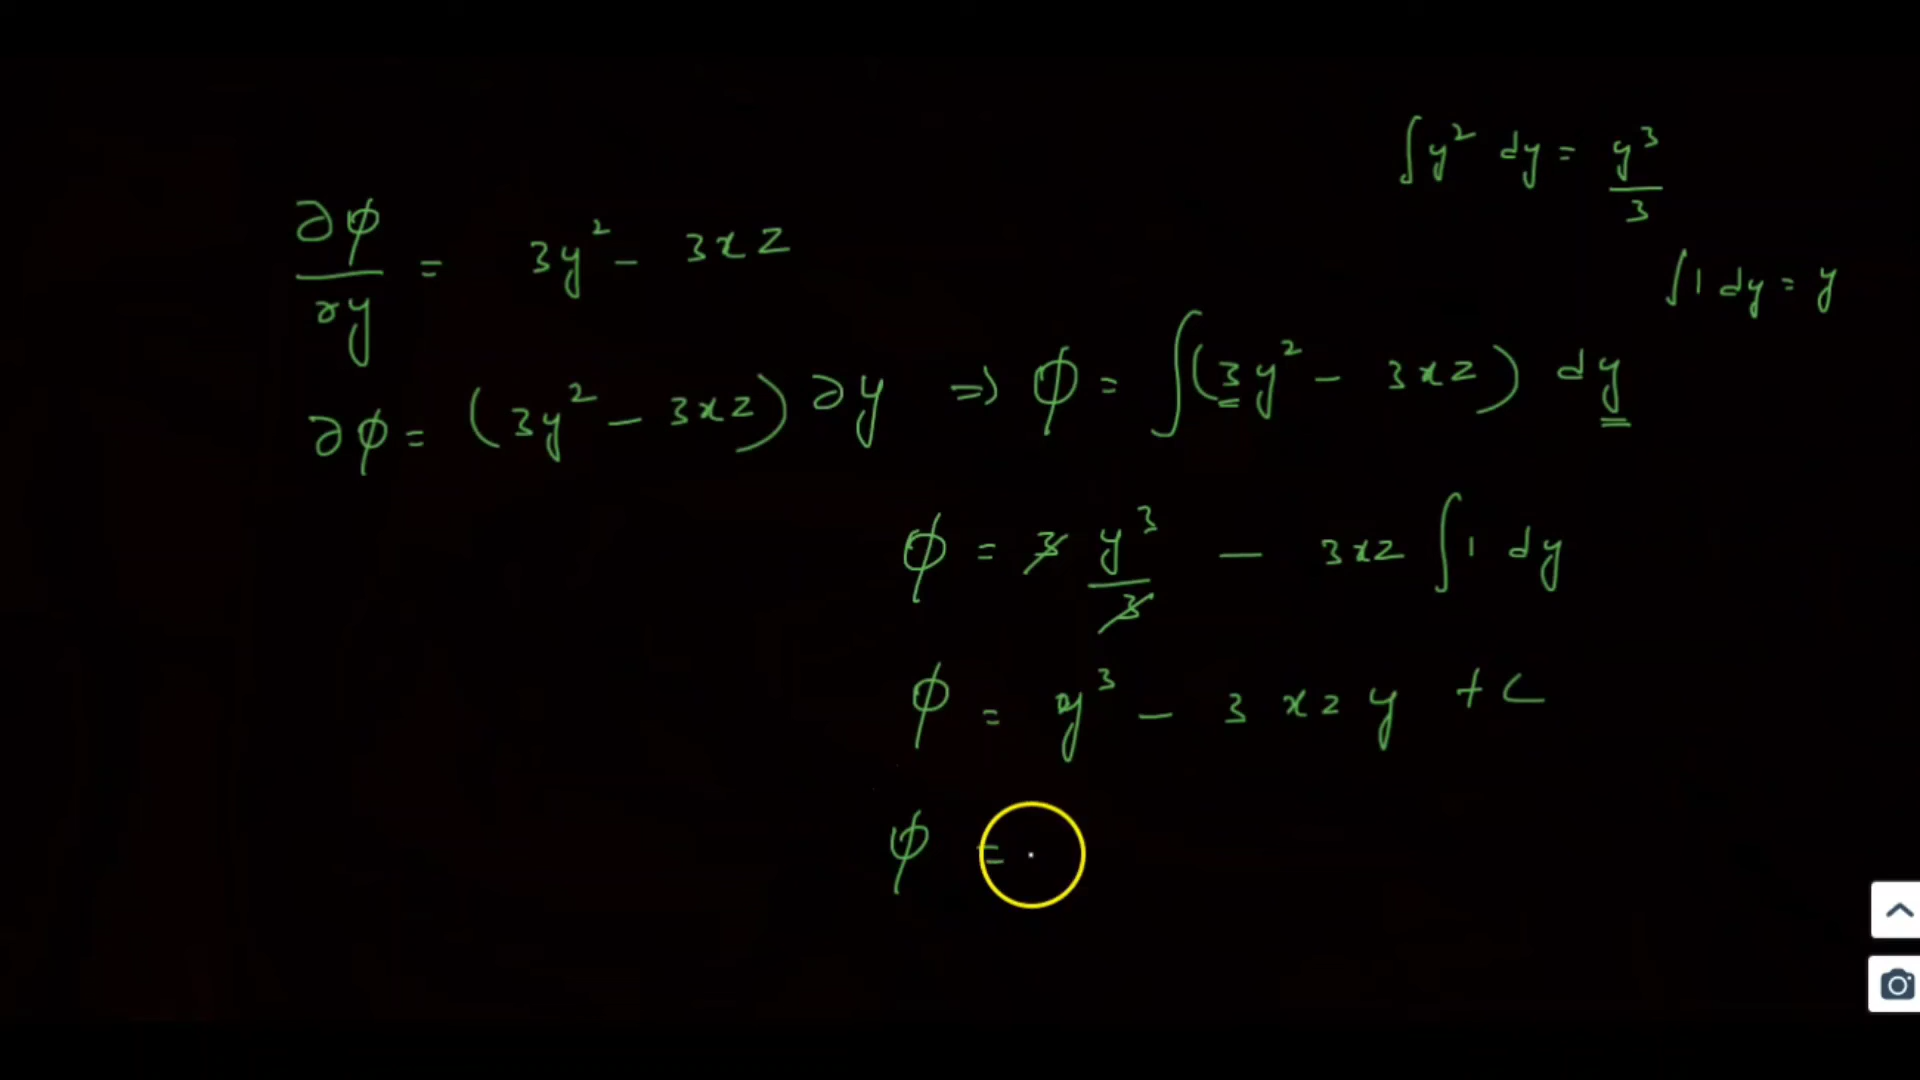 ∫y² dy = y³/3
∂φ/∂y = 3y² - 3xz
∫1 dy = y
∂φ = (3y² - 3xz) ∂y ⇒ φ = ∫(3y² - 3xz) dy
φ = 3 y³/3 - 3xz ∫1 dy
φ = y³ - 3xzy + C
φ =